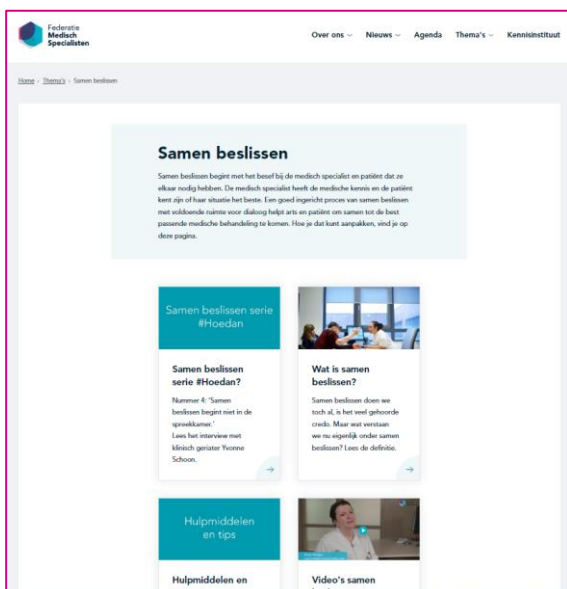 Federatie
Medisch
Specialisten
Over ons
Nieuws
Agenda
Thema's
Kennisinstituut
Home › Thema's › Samen beslissen
Samen beslissen
Samen beslissen begint met het besef bij de medisch specialist en patiënt dat ze
elkaar nodig hebben. De medisch specialist heeft de medische kennis en de patiënt
kent zijn of haar situatie het beste. Een goed ingericht proces van samen beslissen
met voldoende ruimte voor dialoog helpt arts en patiënt om samen tot de best
passende medische behandeling te komen. Hoe je dat kunt aanpakken, vind je op
deze pagina.
Samen beslissen serie
#Hoedan
Samen beslissen
serie #Hoedan?
Nummer 4: 'Samen
beslissen begint niet in de
spreekkamer.'
Lees het interview met
klinisch geriater Yvonne
Schoon.
Wat is samen
beslissen?
Samen beslissen doen we
toch al, is het veel gehoorde
credo. Maar wat verstaan
we nu eigenlijk onder samen
beslissen? Lees de definitie.
Hulpmiddelen
en tips
Hulpmiddelen en
Video's samen